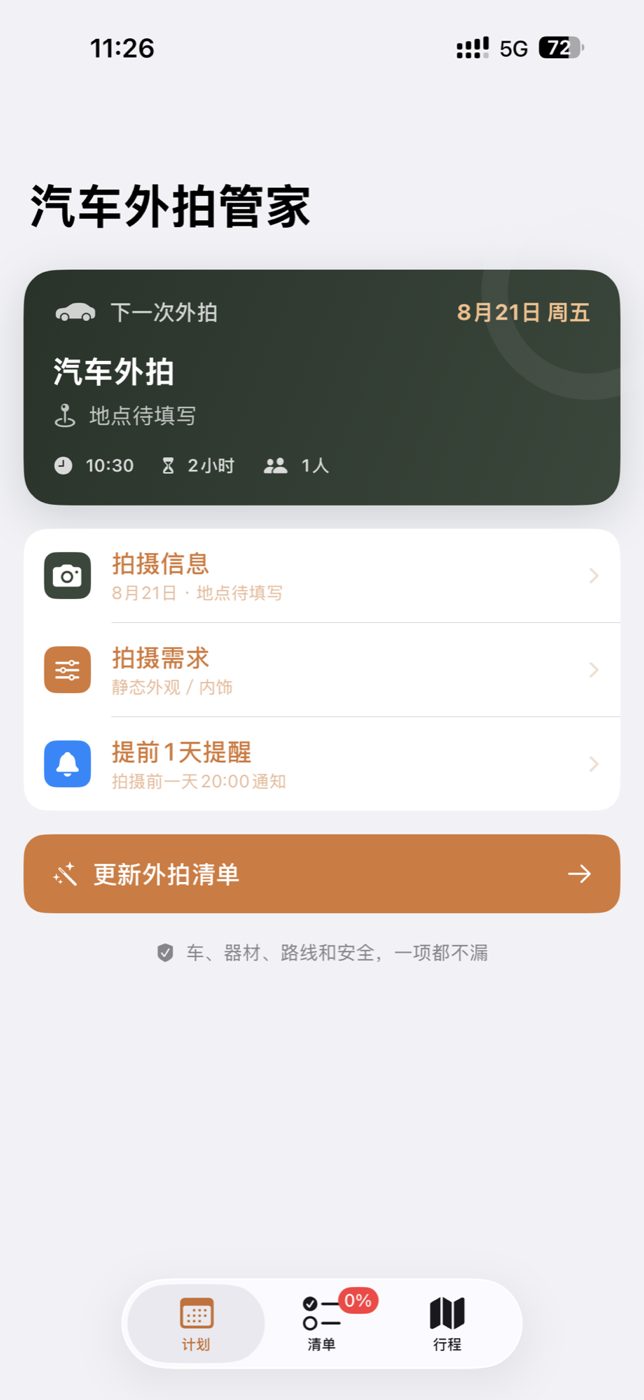 11:26
5G
72
汽车外拍管家
下一次外拍
8月21日 周五
汽车外拍
地点待填写
10:30 2小时 1人
拍摄信息
8月21日 · 地点待填写
拍摄需求
静态外观 / 内饰
提前1天提醒
拍摄前一天20:00通知
更新外拍清单
车、器材、路线和安全，一项都不漏
0%
计划
清单
行程